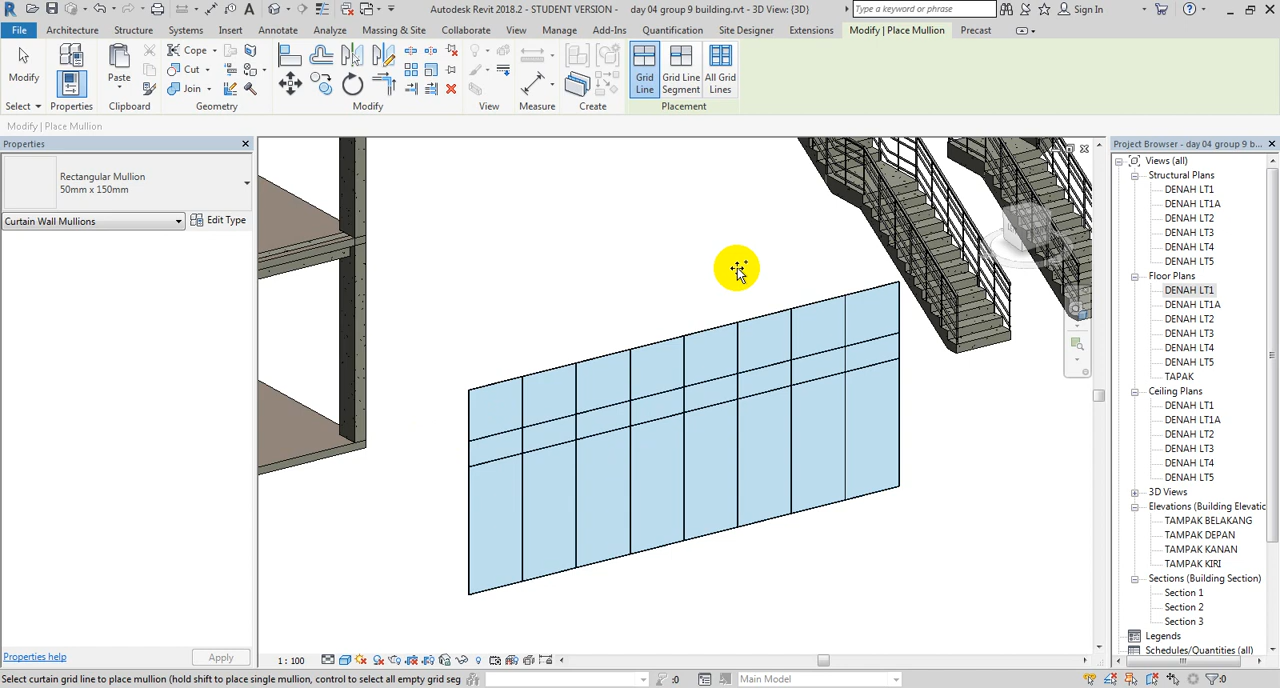 Autodesk Revit 2018.2 - STUDENT VERSION - day 04 group 9 building.rvt - 3D View: {3D}
Type a keyword or phrase
Sign In
File Architecture Structure Systems Insert Annotate Analyze Massing & Site Collaborate View Manage Add-Ins Quantification Site Designer Extensions Modify | Place Mullion Precast
Modify
Properties
Paste
Cope
Cut
Join
Grid Line
Grid Line Segment
All Grid Lines
Select Properties Clipboard Geometry Modify View Measure Create Placement
Modify | Place Mullion
Properties
Rectangular Mullion
50mm x 150mm
Curtain Wall Mullions
Edit Type
Properties help
Apply
1 : 100
Project Browser - day 04 group 9 b...
Views (all)
Structural Plans
DENAH LT1
DENAH LT1A
DENAH LT2
DENAH LT3
DENAH LT4
DENAH LT5
Floor Plans
DENAH LT1
DENAH LT1A
DENAH LT2
DENAH LT3
DENAH LT4
DENAH LT5
TAPAK
Ceiling Plans
DENAH LT1
DENAH LT1A
DENAH LT2
DENAH LT3
DENAH LT4
DENAH LT5
3D Views
Elevations (Building Elevatic
TAMPAK BELAKANG
TAMPAK DEPAN
TAMPAK KANAN
TAMPAK KIRI
Sections (Building Section)
Section 1
Section 2
Section 3
Legends
Schedules/Quantities (all)
Select curtain grid line to place mullion (hold shift to place single mullion, control to select all empty grid seg
:0
Main Model
:0